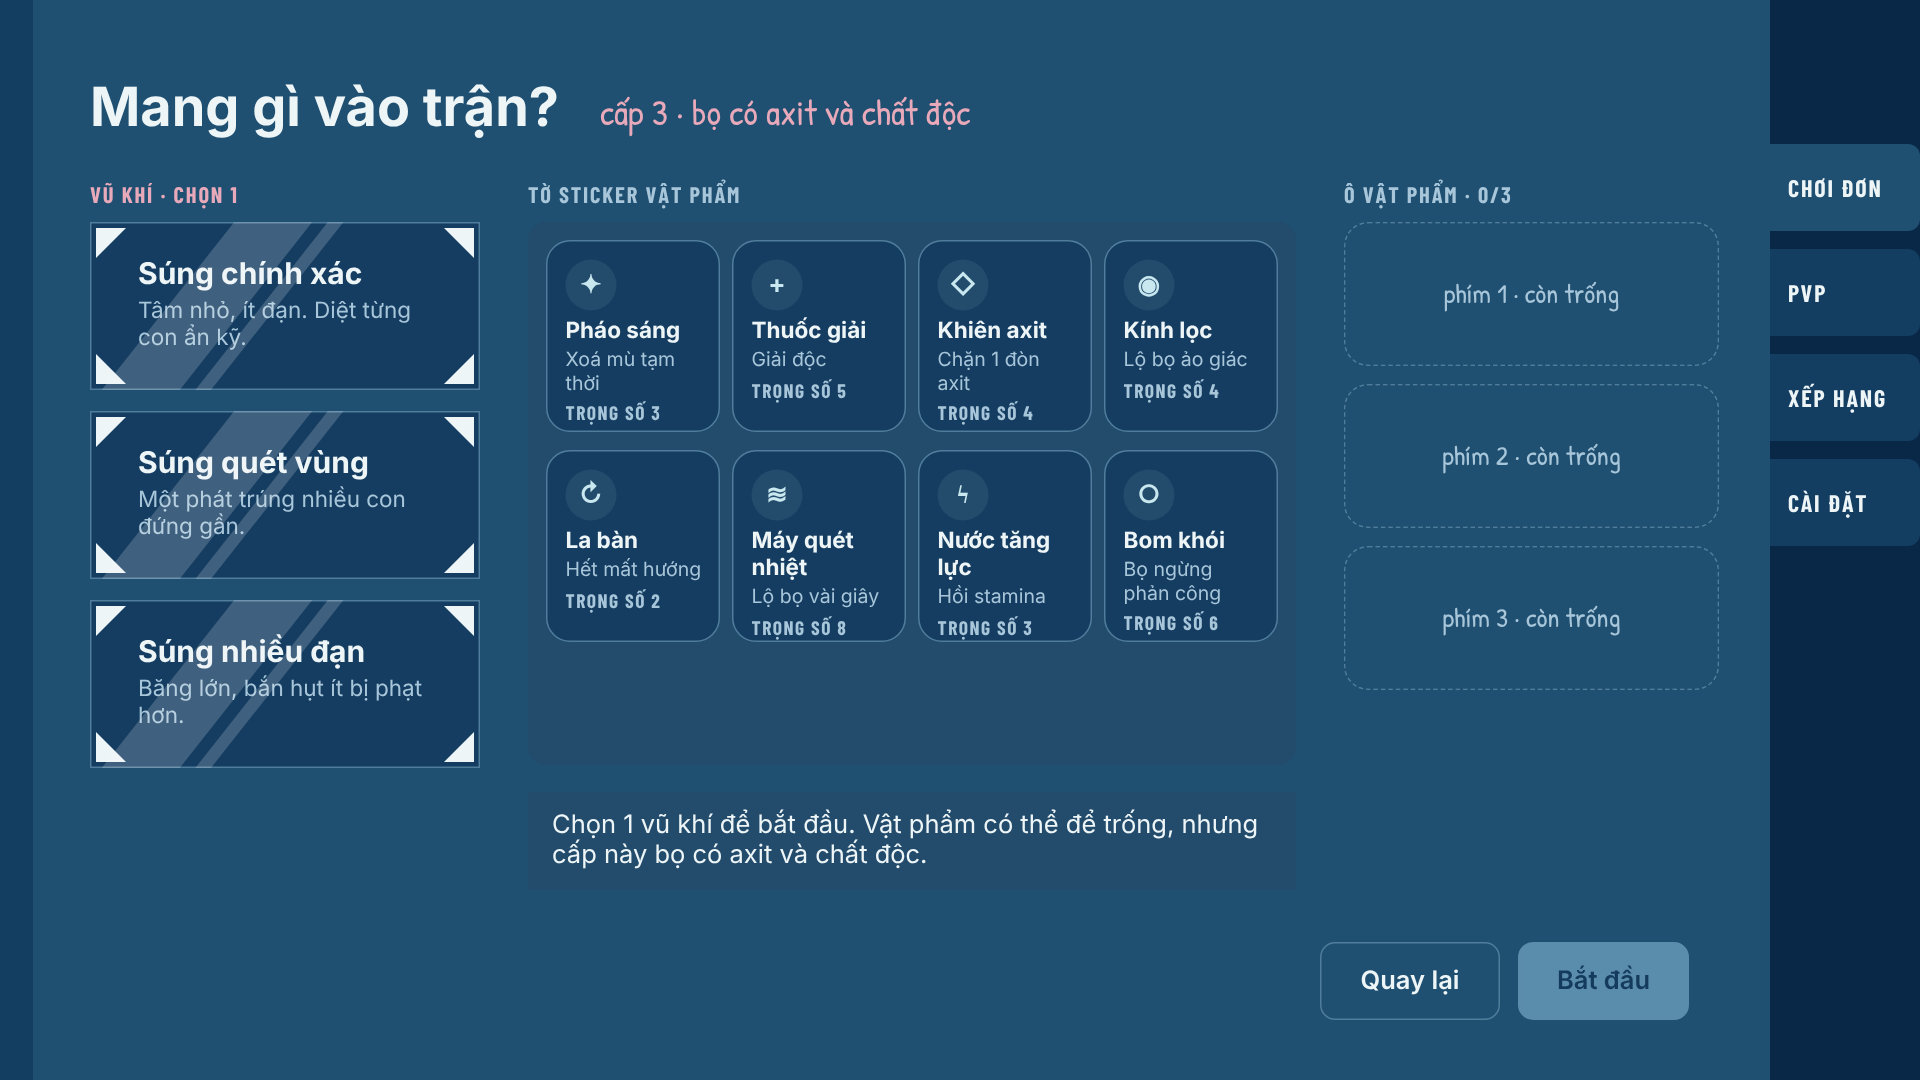 Mang gì vào trận?
cấp 3 · bọ có axit và chất độc
VŨ KHÍ · CHỌN 1
Súng chính xác
Tâm nhỏ, ít đạn. Diệt từng
con ẩn kỹ.
Súng quét vùng
Một phát trúng nhiều con
đứng gần.
Súng nhiều đạn
Băng lớn, bắn hụt ít bị phạt
hơn.
TỜ STICKER VẬT PHẨM
Pháo sáng
Xoá mù tạm
thời
TRỌNG SỐ 3
Thuốc giải
Giải độc
TRỌNG SỐ 5
Khiên axit
Chặn 1 đòn
axit
TRỌNG SỐ 4
Kính lọc
Lộ bọ ảo giác
TRỌNG SỐ 4
La bàn
Hết mất hướng
TRỌNG SỐ 2
Máy quét
nhiệt
Lộ bọ vài giây
TRỌNG SỐ 8
Nước tăng
lực
Hồi stamina
TRỌNG SỐ 3
Bom khói
Bọ ngừng
phản công
TRỌNG SỐ 6
Chọn 1 vũ khí để bắt đầu. Vật phẩm có thể để trống, nhưng
cấp này bọ có axit và chất độc.
Ô VẬT PHẨM · 0/3
phím 1 · còn trống
phím 2 · còn trống
phím 3 · còn trống
Quay lại
Bắt đầu
CHƠI ĐƠN
PVP
XẾP HẠNG
CÀI ĐẶT